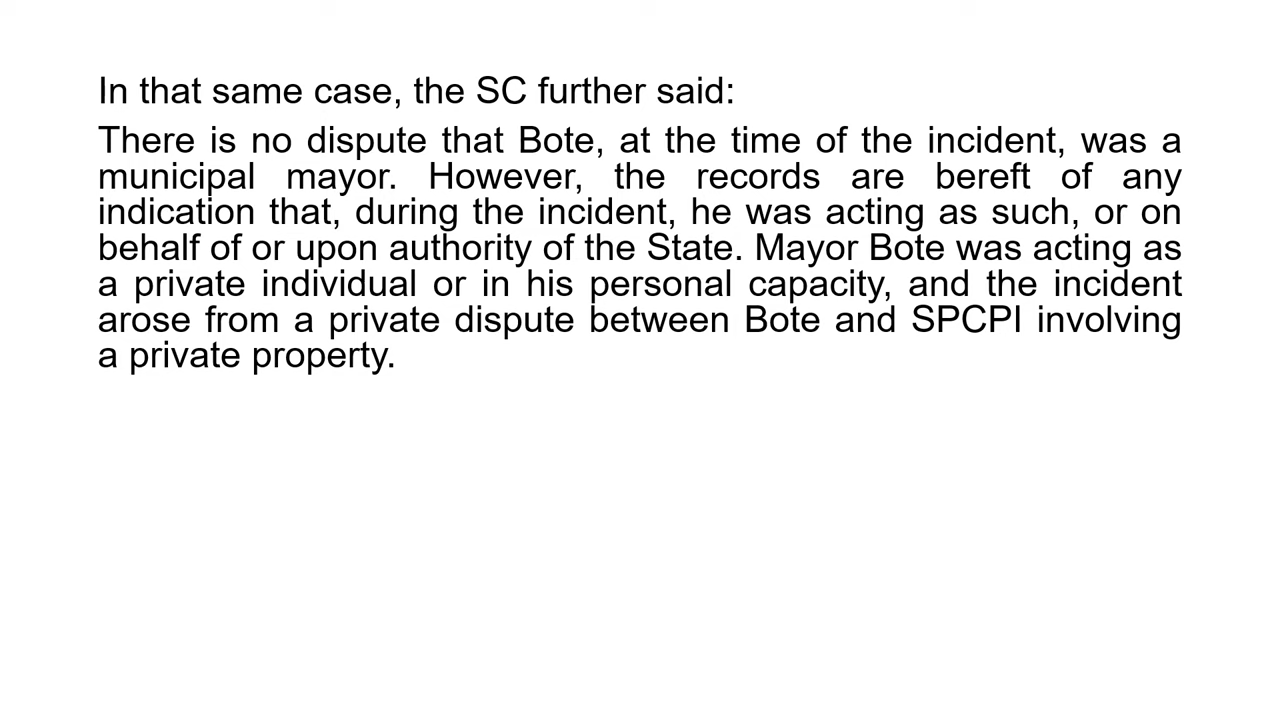 In that same case, the SC further said:
There is no dispute that Bote, at the time of the incident, was a
municipal mayor. However, the records are bereft of any
indication that, during the incident, he was acting as such, or on
behalf of or upon authority of the State. Mayor Bote was acting as
a private individual or in his personal capacity, and the incident
arose from a private dispute between Bote and SPCPI involving
a private property.